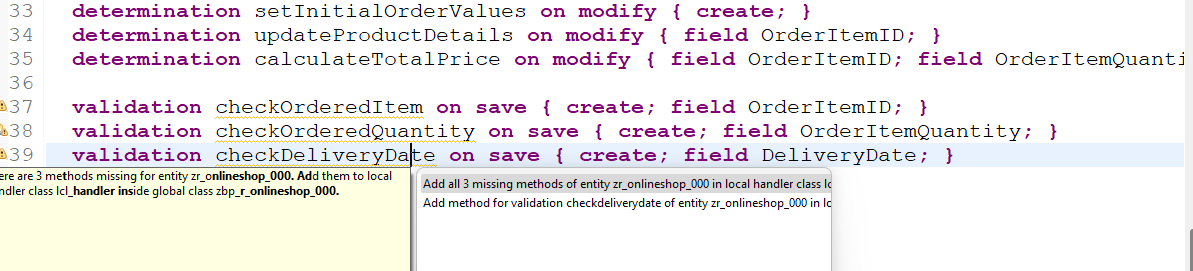 33 determination setInitialOrderValues on modify { create; }
34 determination updateProductDetails on modify { field OrderItemID; }
35 determination calculateTotalPrice on modify { field OrderItemID; field OrderItemQuanti
36
37 validation checkOrderedItem on save { create; field OrderItemID; }
38 validation checkOrderedQuantity on save { create; field OrderItemQuantity; }
39 validation checkDeliveryDate on save { create; field DeliveryDate; }
ere are 3 methods missing for entity zr_onlineshop_000. Add them to local
ndler class lcl_handler inside global class zbp_r_onlineshop_000.
Add all 3 missing methods of entity zr_onlineshop_000 in local handler class lc
Add method for validation checkdeliverydate of entity zr_onlineshop_000 in lo